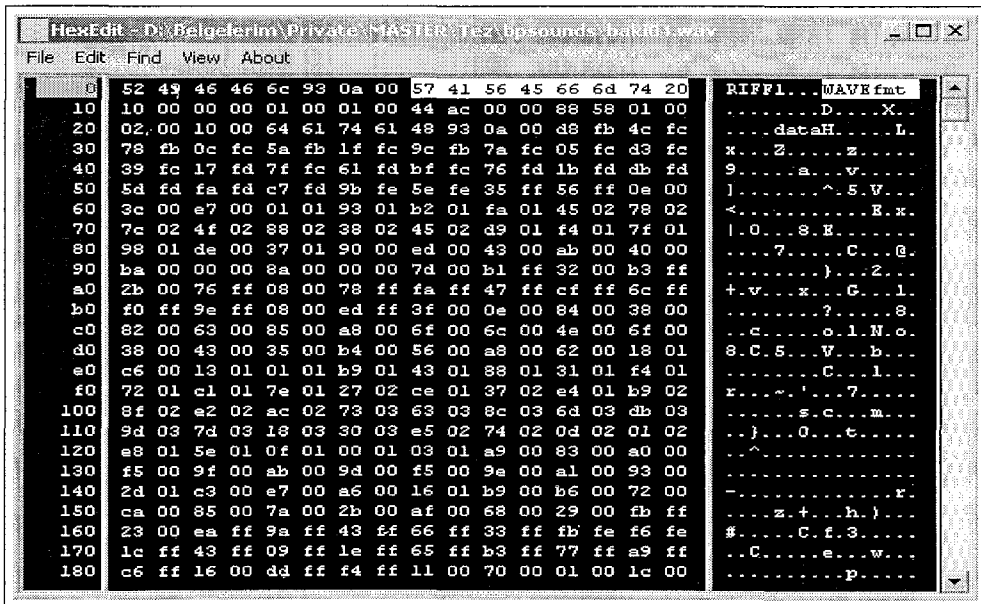 HexEdit - D:\Belgelerim\Private\MASTER\Tez\bpsounds\baki03.wav
File Edit Find View About
0 52 49 46 46 6c 93 0a 00 57 41 56 45 66 6d 74 20 RIFFl...WAVEfmt
10 10 00 00 00 01 00 01 00 44 ac 00 00 88 58 01 00 ........D....X..
20 02 00 10 00 64 61 74 61 48 93 0a 00 d8 fb 4c fc ....dataH.....L.
30 78 fb 0c fc 5a fb 1f fc 9c fb 7a fc 05 fc d3 fc x...Z.....z.....
40 39 fc 17 fd 7f fc 61 fd bf fc 76 fd 1b fd db fd 9.....a...v.....
50 5d fd fa fd c7 fd 9b fe 5e fe 35 ff 56 ff 0e 00 ].......^.5.V...
60 3c 00 e7 00 01 01 93 01 b2 01 fa 01 45 02 78 02 <...........E.x.
70 7c 02 4f 02 88 02 38 02 45 02 d9 01 f4 01 7f 01 |.O...8.E.......
80 98 01 de 00 37 01 90 00 ed 00 43 00 ab 00 40 00 ....7.....C...@.
90 ba 00 00 00 8a 00 00 00 7d 00 b1 ff 32 00 b3 ff ........}...2...
a0 2b 00 76 ff 08 00 78 ff fa ff 47 ff cf ff 6c ff +.v...x...G...l.
b0 f0 ff 9e ff 08 00 ed ff 3f 00 0e 00 84 00 38 00 ........?.....8.
c0 82 00 63 00 85 00 a8 00 6f 00 6c 00 4e 00 6f 00 ..c.....o.l.N.o.
d0 38 00 43 00 35 00 b4 00 56 00 a8 00 62 00 18 01 8.C.5...V...b...
e0 c6 00 13 01 01 01 b9 01 43 01 88 01 31 01 f4 01 ........C...1...
f0 72 01 c1 01 7e 01 27 02 ce 01 37 02 e4 01 b9 02 r...~.'...7.....
100 8f 02 e2 02 ac 02 73 03 63 03 8c 03 6d 03 db 03 ......s.c...m...
110 9d 03 7d 03 18 03 30 03 e5 02 74 02 0d 02 01 02 ..}...0...t.....
120 e8 01 5e 01 0f 01 00 01 03 01 a9 00 83 00 a0 00 ..^.............
130 f5 00 9f 00 ab 00 9d 00 f5 00 9e 00 a1 00 93 00 ................
140 2d 01 c3 00 e7 00 a6 00 16 01 b9 00 b6 00 72 00 -.............r.
150 ca 00 85 00 7a 00 2b 00 af 00 68 00 29 00 fb ff ....z.+...h.)...
160 23 00 ea ff 9a ff 43 ff 66 ff 33 ff fb fe f6 fe #.....C.f.3.....
170 1c ff 43 ff 09 ff 1e ff 65 ff b3 ff 77 ff a9 ff ..C.....e...w...
180 c6 ff 16 00 dd ff f4 ff 11 00 70 00 01 00 1c 00 ..........p.....